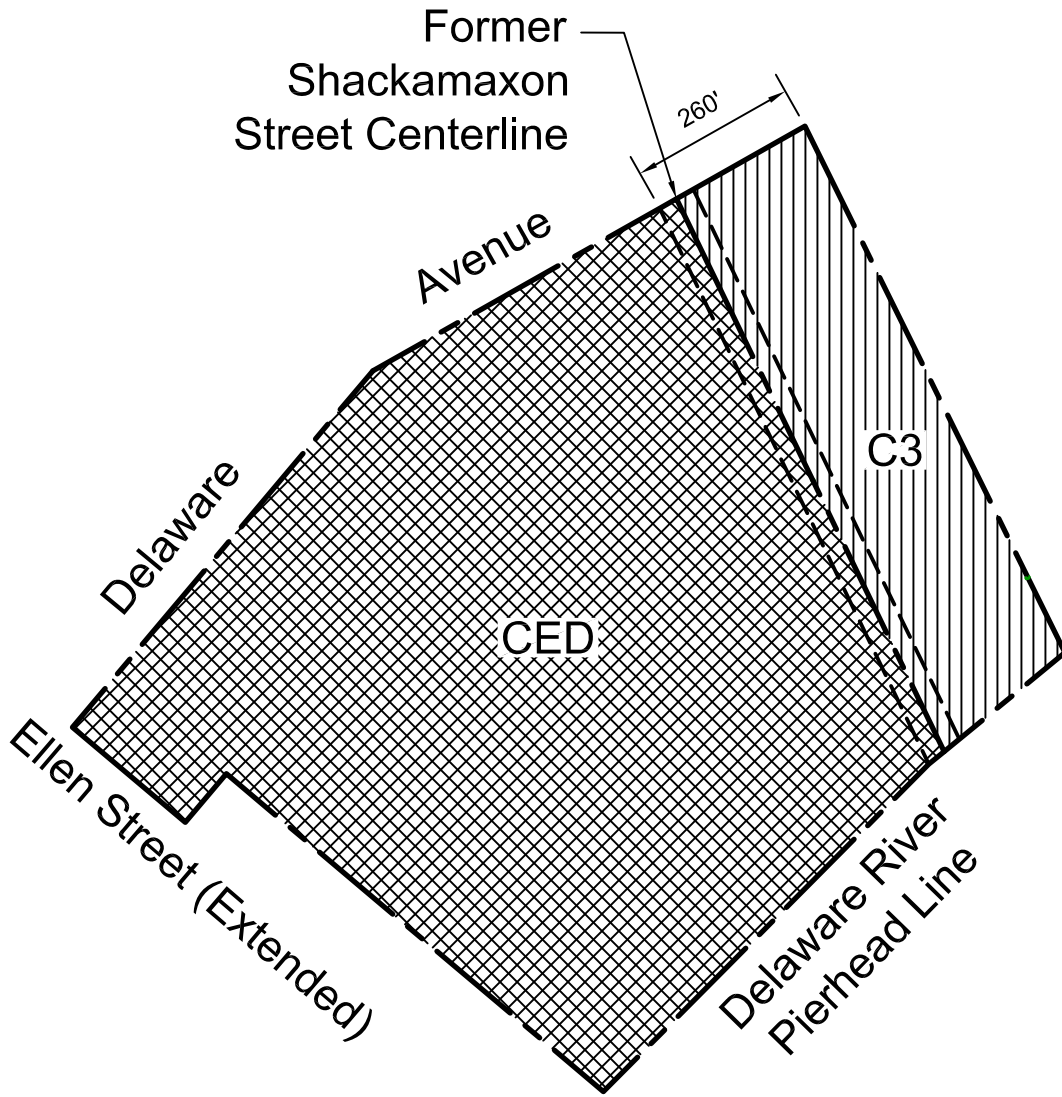 Former
Shackamaxon
Street Centerline
260'
Avenue
Delaware
C3
CED
Ellen Street (Extended)
Delaware River
Pierhead Line